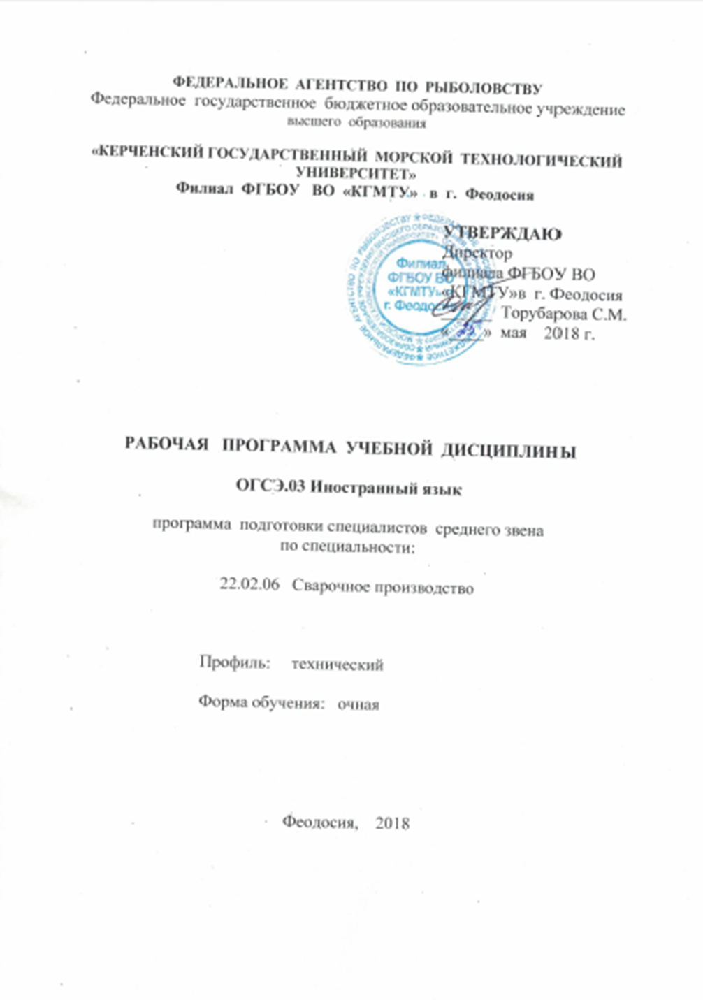 ФЕДЕРАЛЬНОЕ АГЕНТСТВО ПО РЫБОЛОВСТВУ
Федеральное государственное бюджетное образовательное учреждение
высшего образования
«КЕРЧЕНСКИЙ ГОСУДАРСТВЕННЫЙ МОРСКОЙ ТЕХНОЛОГИЧЕСКИЙ
УНИВЕРСИТЕТ»
Филиал ФГБОУ ВО «КГМТУ» в г. Феодосия
УТВЕРЖДАЮ
Директор
филиала ФГБОУ ВО
«КГМТУ»в г. Феодосия
Торубарова С.М.
« » мая 2018 г.
Филиал
ФГБОУ ВО
«КГМТУ»
г. Феодосия
РАБОЧАЯ ПРОГРАММА УЧЕБНОЙ ДИСЦИПЛИНЫ
ОГСЭ.03 Иностранный язык
программа подготовки специалистов среднего звена
по специальности:
22.02.06 Сварочное производство
Профиль: технический
Форма обучения: очная
Феодосия, 2018